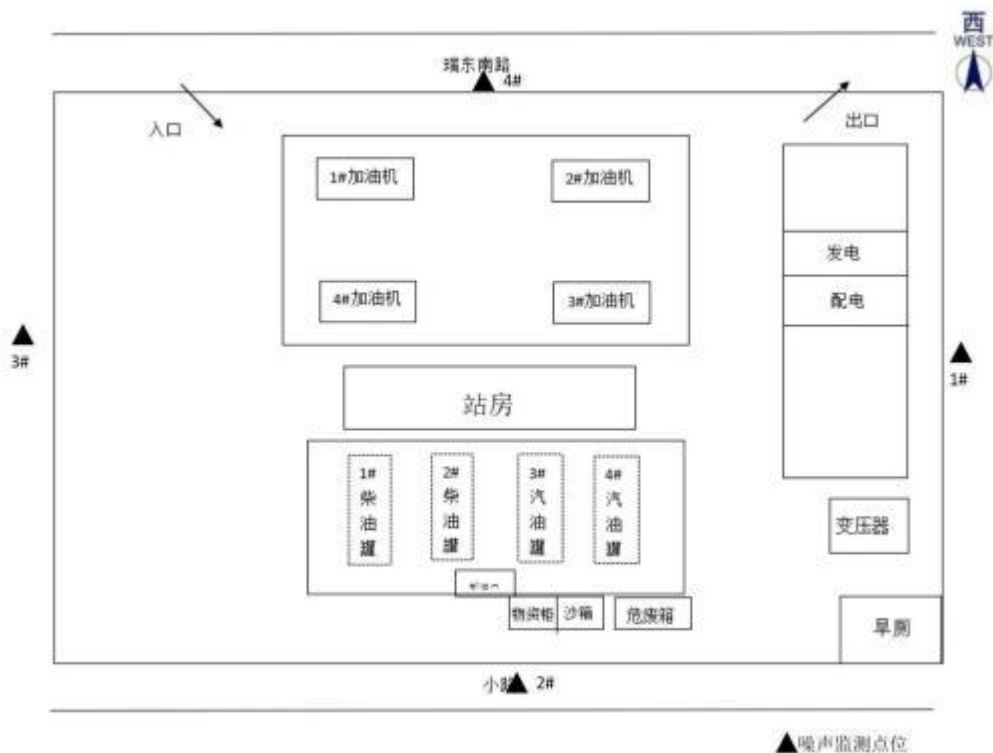 西
WEST
瑞东南路
4#
入口
出口
1#加油机
2#加油机
发电
配电
4#加油机
3#加油机
3#
1#
站房
1#柴油罐
2#柴油罐
3#汽油罐
4#汽油罐
变压器
物资柜
沙箱
危废箱
旱厕
小路
2#
▲噪声监测点位